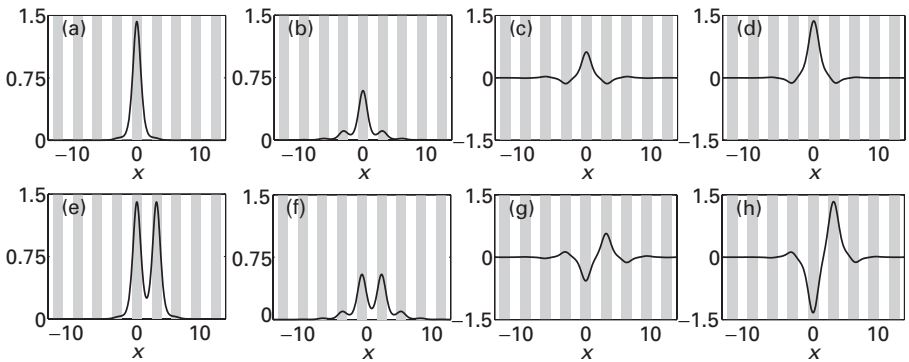 1.5 (a) 0.75 0 −10 0 10 x
1.5 (b) 0.75 0 −10 0 10 x
1.5 (c) 0 −1.5 −10 0 10 x
1.5 (d) 0 −1.5 −10 0 10 x
1.5 (e) 0.75 0 −10 0 10 x
1.5 (f) 0.75 0 −10 0 10 x
1.5 (g) 0 −1.5 −10 0 10 x
1.5 (h) 0 −1.5 −10 0 10 x